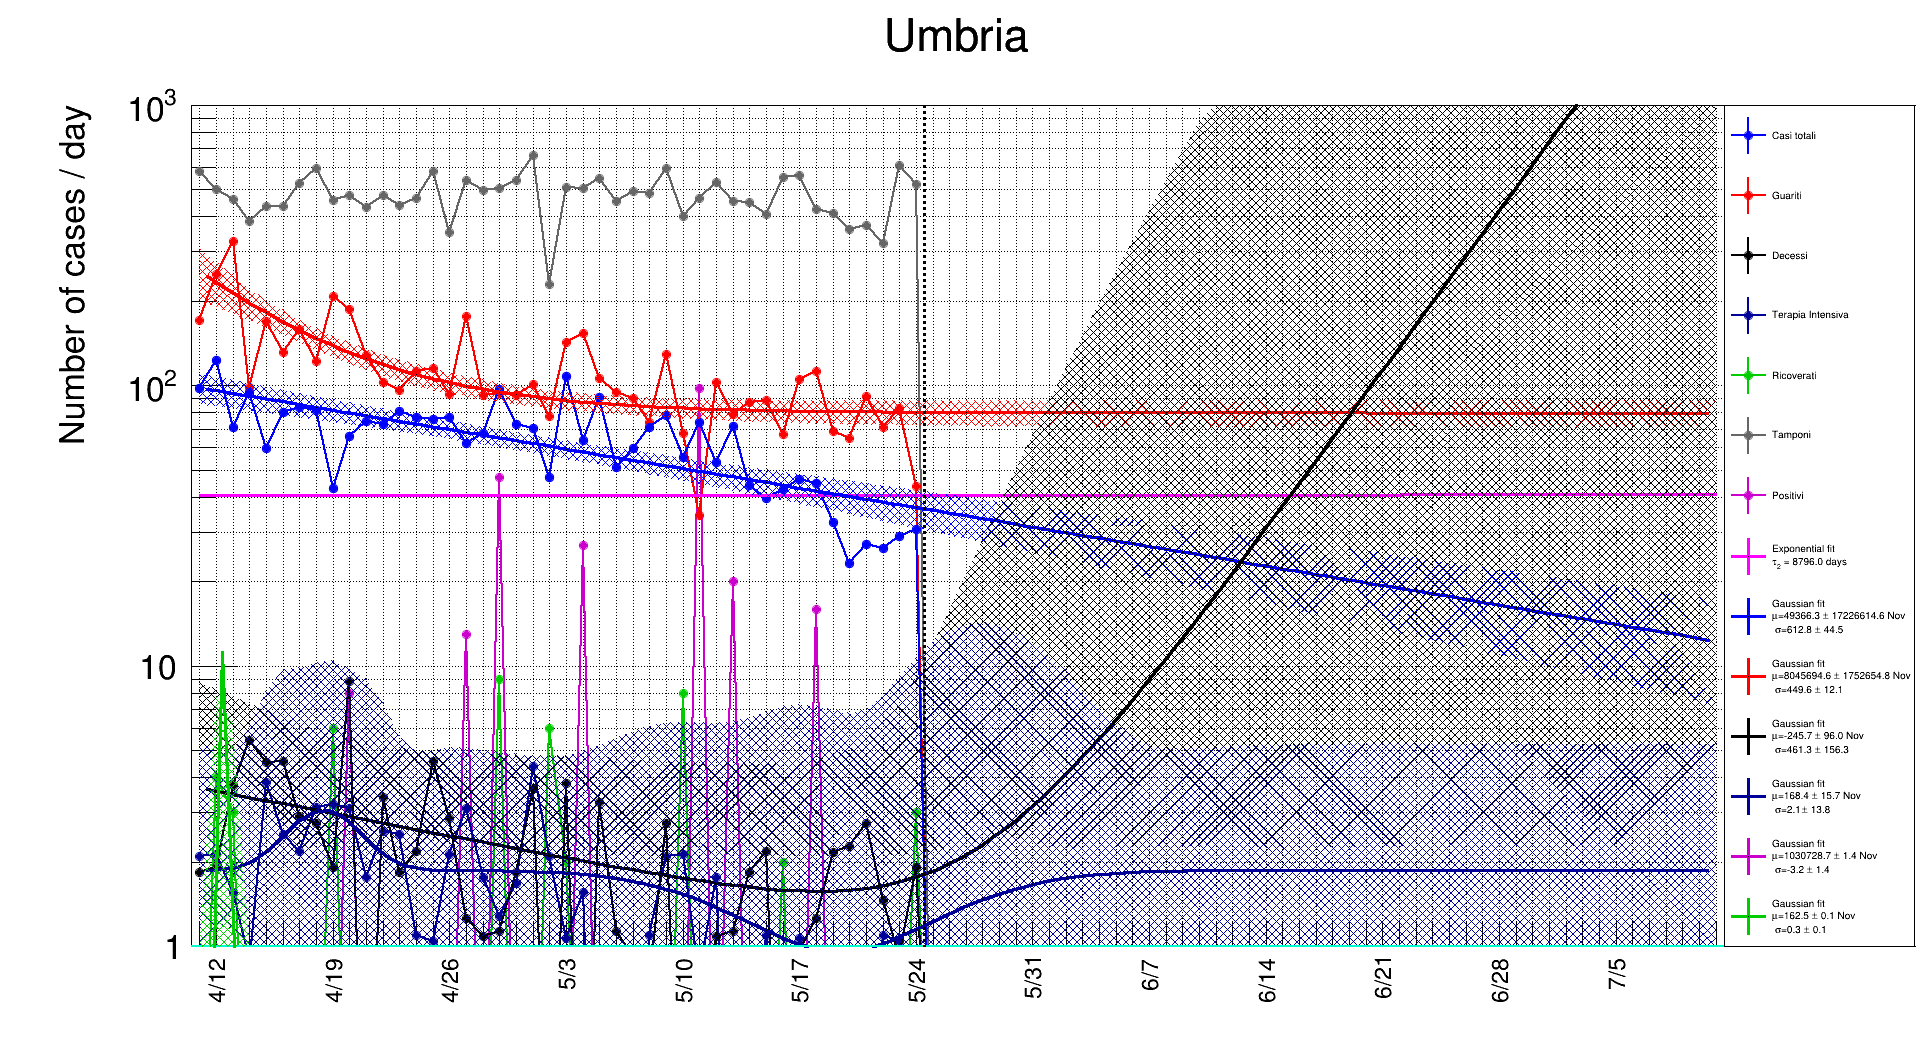 Umbria
Number of cases / day
10³
10²
10
1
4/12
4/19
4/26
5/3
5/10
5/17
5/24
5/31
6/7
6/14
6/21
6/28
7/5
Casi totali
Guariti
Decessi
Terapia Intensiva
Ricoverati
Tamponi
Positivi
Exponential fit
τ₂ = 8796.0 days
Gaussian fit
μ=49366.3 ± 17226614.6 Nov
σ=612.8 ± 44.5
Gaussian fit
μ=8045694.6 ± 1752654.8 Nov
σ=449.6 ± 12.1
Gaussian fit
μ=-245.7 ± 96.0 Nov
σ=461.3 ± 156.3
Gaussian fit
μ=168.4 ± 15.7 Nov
σ=2.1 ± 13.8
Gaussian fit
μ=1030728.7 ± 1.4 Nov
σ=-3.2 ± 1.4
Gaussian fit
μ=162.5 ± 0.1 Nov
σ=0.3 ± 0.1